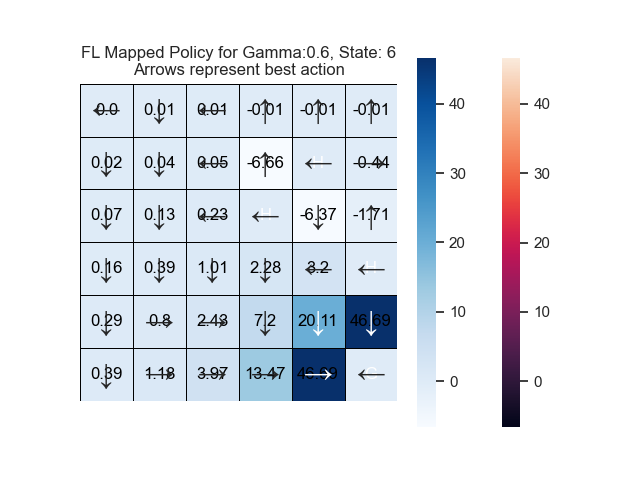 FL Mapped Policy for Gamma:0.6, State: 6
Arrows represent best action
0.0 0.01 0.01 -0.01 -0.01 -0.01
0.02 0.04 0.05 -6.66 H -0.44
0.07 0.13 0.23 H -6.37 -1.71
0.16 0.39 1.01 2.28 3.2 H
0.29 0.8 2.43 7.2 20.11 46.69
0.39 1.18 3.97 13.47 G
40 40
30 30
20 20
10 10
0 0